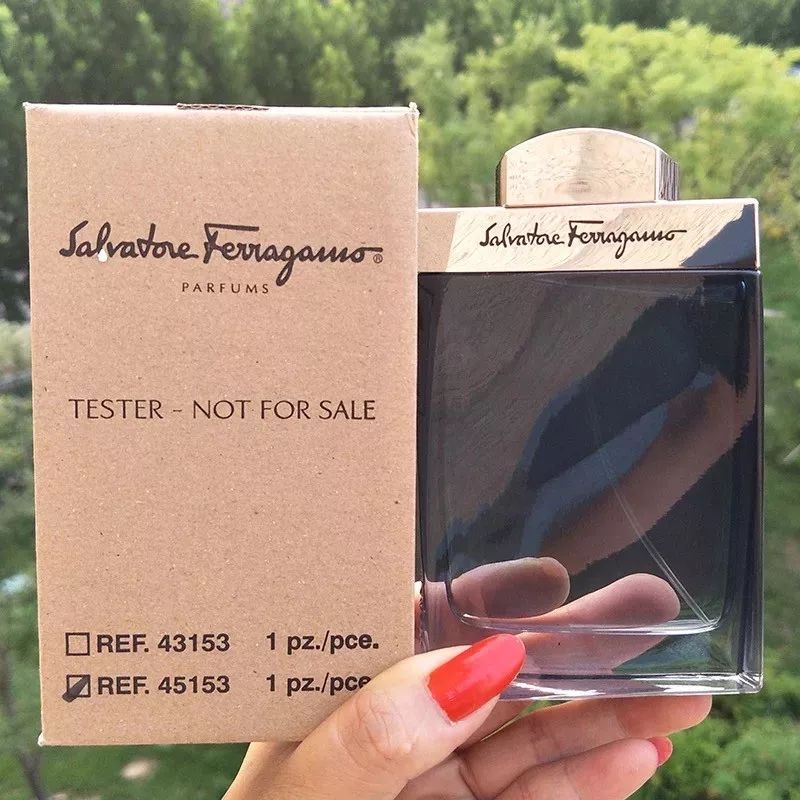 Salvatore Ferragamo®
PARFUMS
TESTER - NOT FOR SALE
REF. 43153 1 pz./pce.
REF. 45153 1 pz./pce
Salvatore Ferragamo